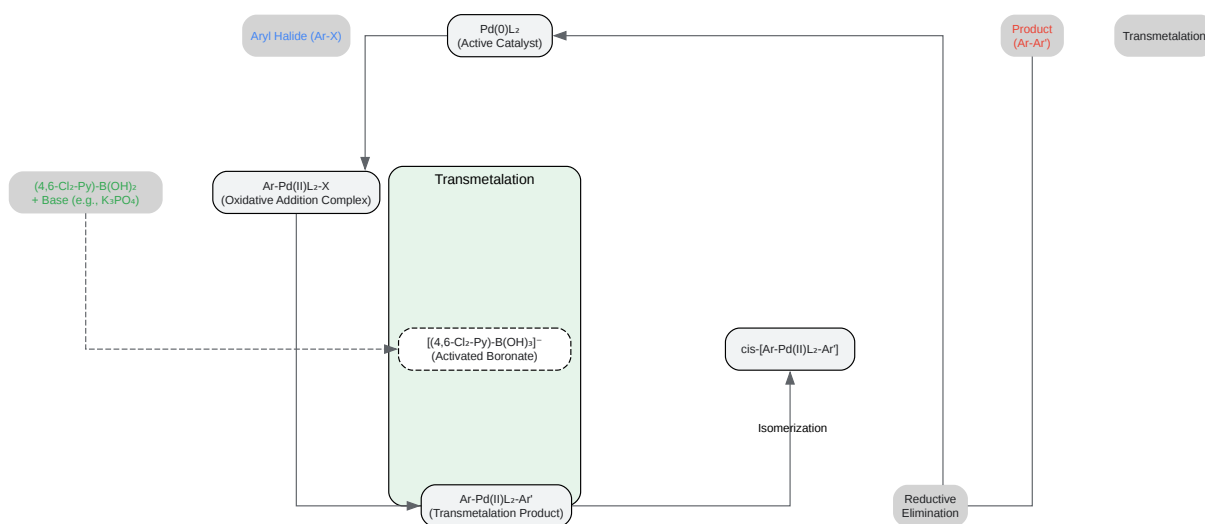 Aryl Halide (Ar-X)
Pd(0)L₂
(Active Catalyst)
Product
(Ar-Ar')
Transmetalation
(4,6-Cl₂-Py)-B(OH)₂
+ Base (e.g., K₃PO₄)
Ar-Pd(II)L₂-X
(Oxidative Addition Complex)
Transmetalation
[(4,6-Cl₂-Py)-B(OH)₃]⁻
(Activated Boronate)
cis-[Ar-Pd(II)L₂-Ar']
Isomerization
Ar-Pd(II)L₂-Ar'
(Transmetalation Product)
Reductive
Elimination